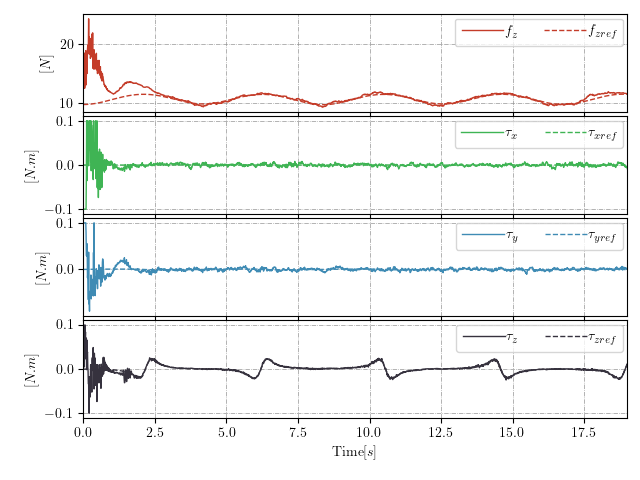 [N]
20
10
f_z
f_zref
[N.m]
0.1
0.0
−0.1
τ_x
τ_xref
[N.m]
0.1
0.0
τ_y
τ_yref
[N.m]
0.1
0.0
−0.1
τ_z
τ_zref
0.0 2.5 5.0 7.5 10.0 12.5 15.0 17.5
Time[s]